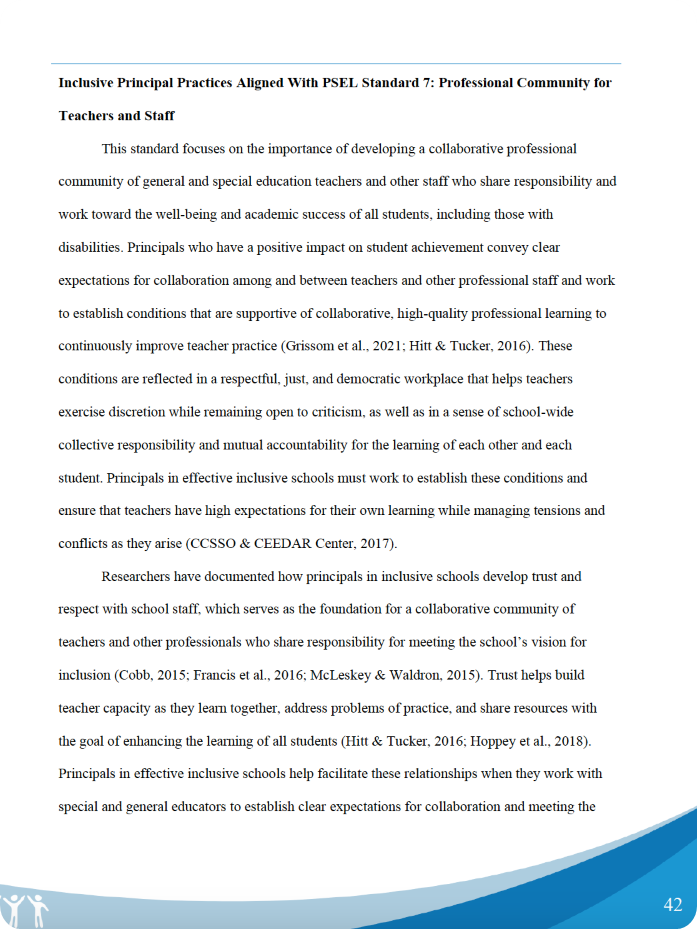 Inclusive Principal Practices Aligned With PSEL Standard 7: Professional Community for
Teachers and Staff
This standard focuses on the importance of developing a collaborative professional
community of general and special education teachers and other staff who share responsibility and
work toward the well-being and academic success of all students, including those with
disabilities. Principals who have a positive impact on student achievement convey clear
expectations for collaboration among and between teachers and other professional staff and work
to establish conditions that are supportive of collaborative, high-quality professional learning to
continuously improve teacher practice (Grissom et al., 2021; Hitt & Tucker, 2016). These
conditions are reflected in a respectful, just, and democratic workplace that helps teachers
exercise discretion while remaining open to criticism, as well as in a sense of school-wide
collective responsibility and mutual accountability for the learning of each other and each
student. Principals in effective inclusive schools must work to establish these conditions and
ensure that teachers have high expectations for their own learning while managing tensions and
conflicts as they arise (CCSSO & CEEDAR Center, 2017).
Researchers have documented how principals in inclusive schools develop trust and
respect with school staff, which serves as the foundation for a collaborative community of
teachers and other professionals who share responsibility for meeting the school’s vision for
inclusion (Cobb, 2015; Francis et al., 2016; McLeskey & Waldron, 2015). Trust helps build
teacher capacity as they learn together, address problems of practice, and share resources with
the goal of enhancing the learning of all students (Hitt & Tucker, 2016; Hoppey et al., 2018).
Principals in effective inclusive schools help facilitate these relationships when they work with
special and general educators to establish clear expectations for collaboration and meeting the
42